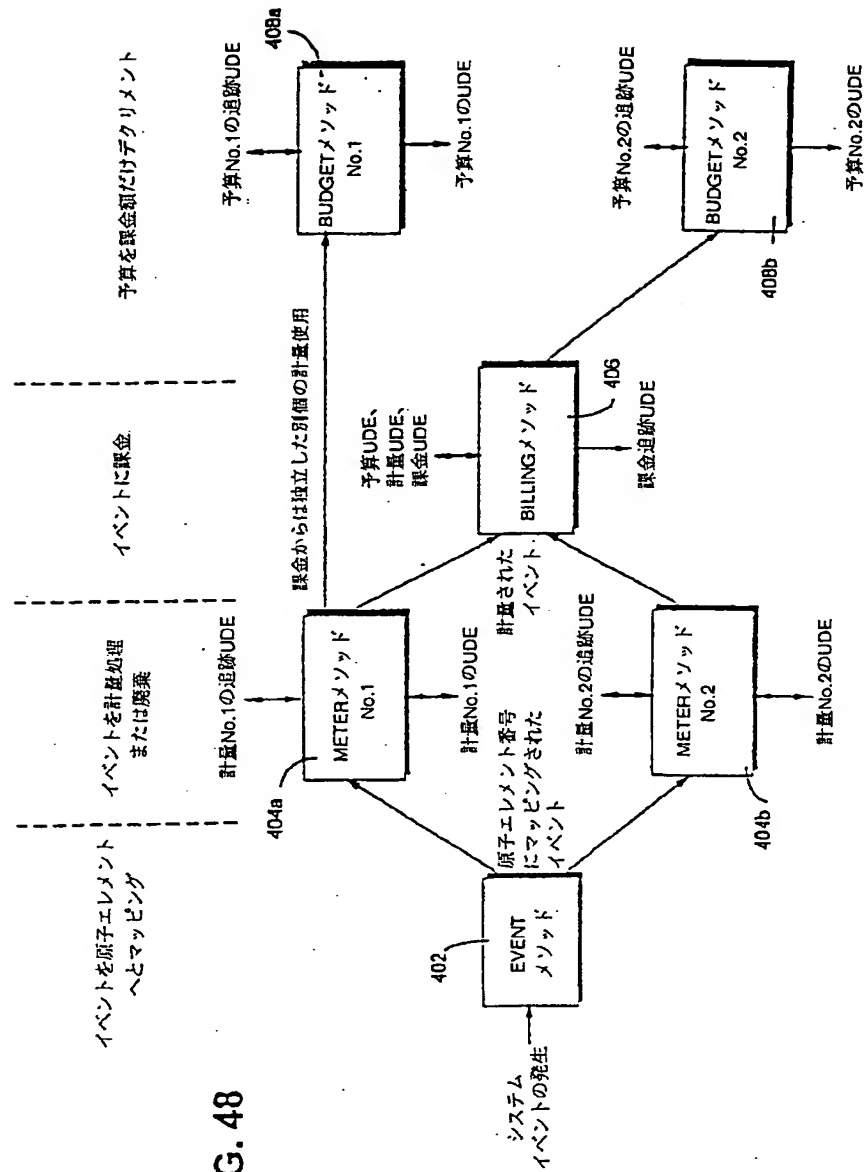 イベントを原子エレメント
へとマッピング
イベントを計量処理
または廃棄
イベントに課金
予算を課金額だけデクリメント
システム
イベントの発生
402
EVENT
メソッド
原子エレメント番号
にマッピングされた
イベント
計量No.1の追跡UDE
404a
METERメソッド
No.1
計量No.1のUDE
計量No.2の追跡UDE
METERメソッド
No.2
404b
計量No.2のUDE
課金からは独立した別個の計量使用
計量された
イベント
予算UDE、
計量UDE、
課金UDE
BILLINGメソッド
406
課金追跡UDE
予算No.1の追跡UDE
408a
BUDGETメソッド
No.1
予算No.1のUDE
予算No.2の追跡UDE
BUDGETメソッド
No.2
408b
予算No.2のUDE
G. 48